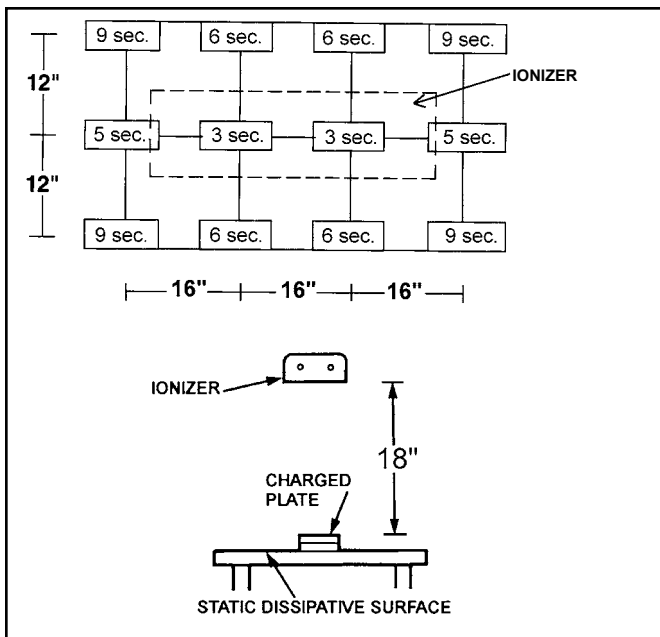 9 sec. 6 sec. 6 sec. 9 sec.
IONIZER
12"
5 sec. 3 sec. 3 sec. 5 sec.
12"
9 sec. 6 sec. 6 sec. 9 sec.
16" 16" 16"
IONIZER
18"
CHARGED
PLATE
STATIC DISSIPATIVE SURFACE